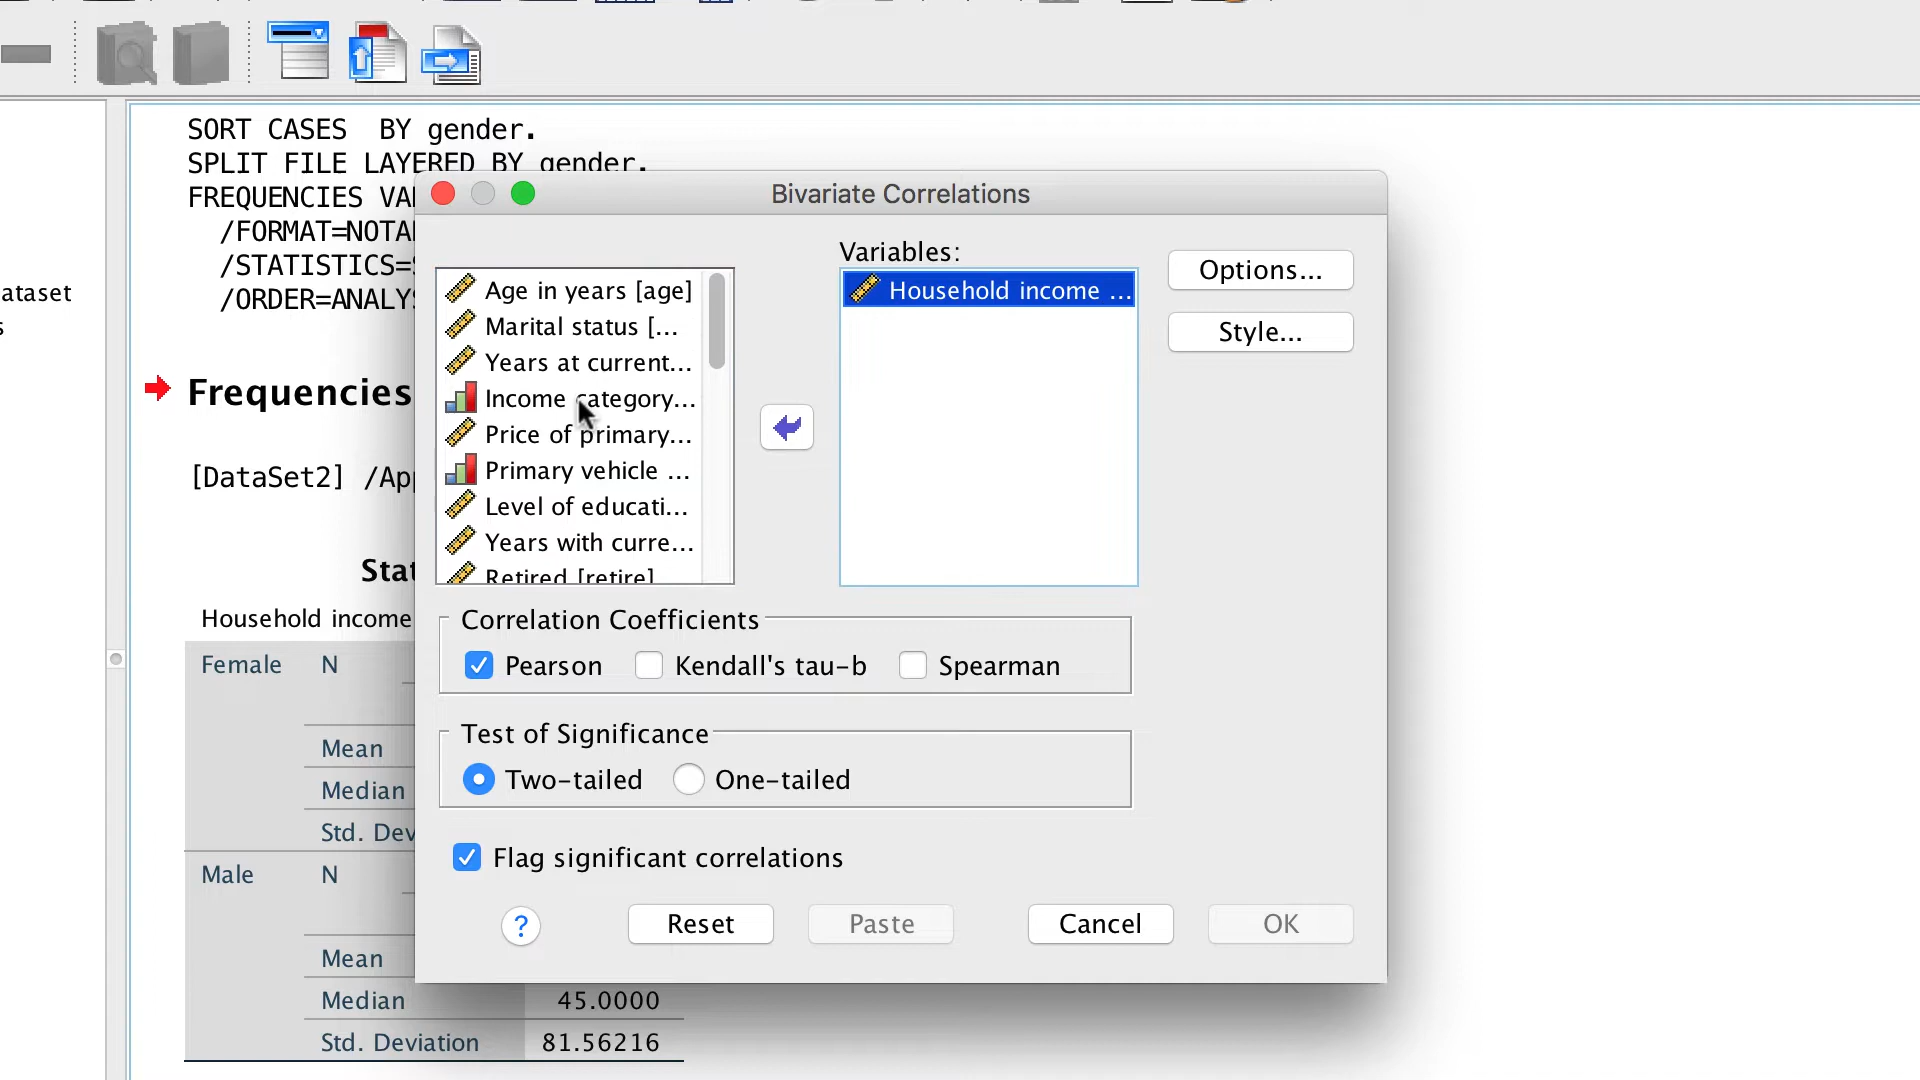 SORT CASES  BY gender.
SPLIT FILE LAYERED BY gender.
FREQUENCIES VA
/FORMAT=NOTA
/STATISTICS=
/ORDER=ANALY
ataset
s
Frequencies
[DataSet2] /App
Stat
Household income
Female N
Mean
Median
Std. Dev
Male N
Mean
Median 45.0000
Std. Deviation 81.56216
Bivariate Correlations
Variables:
Age in years [age]
Marital status [...
Years at current...
Income category...
Price of primary...
Primary vehicle ...
Level of educati...
Years with curre...
Retired [retire]
Household income ...
Options...
Style...
Correlation Coefficients
Pearson Kendall's tau-b Spearman
Test of Significance
Two-tailed One-tailed
Flag significant correlations
?
Reset Paste Cancel OK